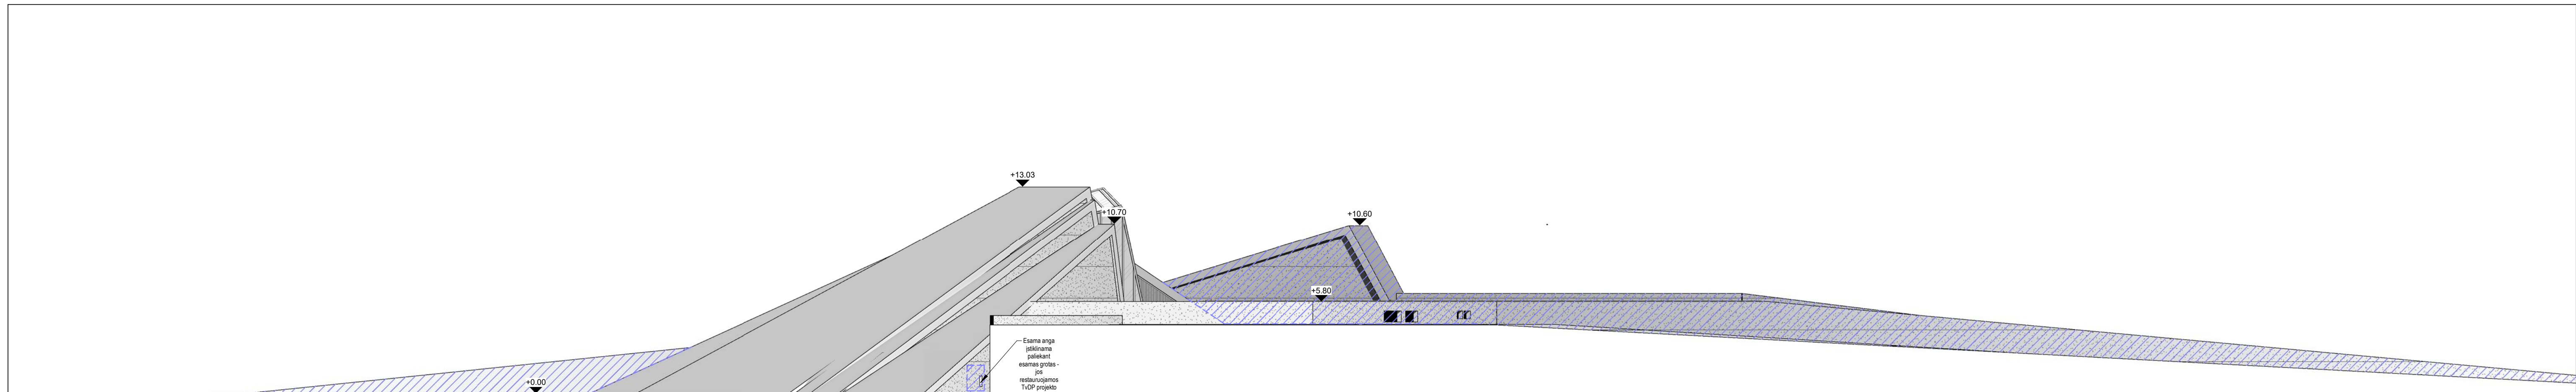 +13.03
+10.70
+10.60
+5.80
Esama anga
įstiklinama
paliekant
esamas grotas -
jos
restauruojamos
TvDP projekto
+0.00